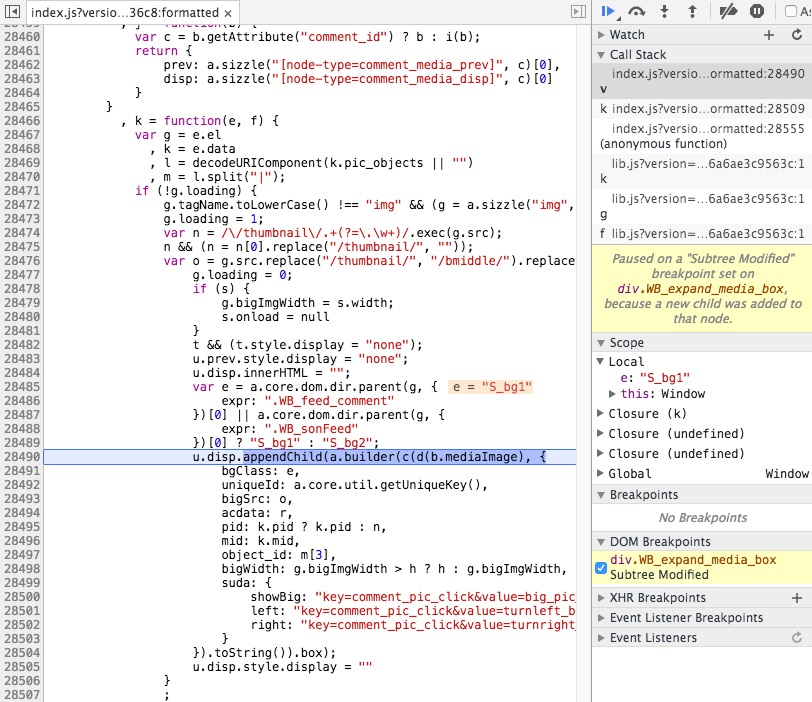 index.js?versio…36c8:formatted ×
28460 var c = b.getAttribute("comment_id") ? b : i(b);
28461 return {
28462 prev: a.sizzle("[node-type=comment_media_prev]", c)[0],
28463 disp: a.sizzle("[node-type=comment_media_disp]", c)[0]
28464 }
28465 }
28466 , k = function(e, f) {
28467 var g = e.el
28468 , k = e.data
28469 , l = decodeURIComponent(k.pic_objects || "")
28470 , m = l.split("|");
28471 if (!g.loading) {
28472 g.tagName.toLowerCase() !== "img" && (g = a.sizzle("img",
28473 g.loading = 1;
28474 var n = /\/thumbnail\/.+(?=\.\w+)/.exec(g.src);
28475 n && (n = n[0].replace("/thumbnail/", ""));
28476 var o = g.src.replace("/thumbnail/", "/bmiddle/").replace
28477 g.loading = 0;
28478 if (s) {
28479 g.bigImgWidth = s.width;
28480 s.onload = null
28481 }
28482 t && (t.style.display = "none");
28483 u.prev.style.display = "none";
28484 u.disp.innerHTML = "";
28485 var e = a.core.dom.dir.parent(g, { e = "S_bg1"
28486 expr: ".WB_feed_comment"
28487 })[0] || a.core.dom.dir.parent(g, {
28488 expr: ".WB_sonFeed"
28489 })[0] ? "S_bg1" : "S_bg2";
28490 u.disp.appendChild(a.builder(c(d(b.mediaImage), {
28491 bgClass: e,
28492 uniqueId: a.core.util.getUniqueKey(),
28493 bigSrc: o,
28494 acdata: r,
28495 pid: k.pid ? k.pid : n,
28496 mid: k.mid,
28497 object_id: m[3],
28498 bigWidth: g.bigImgWidth > h ? h : g.bigImgWidth,
28499 suda: {
28500 showBig: "key=comment_pic_click&value=big_pic
28501 left: "key=comment_pic_click&value=turnleft_b
28502 right: "key=comment_pic_click&value=turnright
28503 }
28504 }).toString()).box);
28505 u.disp.style.display = ""
28506 }
28507 ;
Watch
Call Stack
index.js?versio…ormatted:28490
v
k index.js?versio…ormatted:28509
index.js?versio…ormatted:28555
(anonymous function)
lib.js?version=…6a6ae3c9563c:1
k
lib.js?version=…6a6ae3c9563c:1
g
f lib.js?version=…6a6ae3c9563c:1
Paused on a "Subtree Modified"
breakpoint set on
div.WB_expand_media_box,
because a new child was added to
that node.
Scope
Local
e: "S_bg1"
this: Window
Closure (k)
Closure (undefined)
Closure (undefined)
Global Window
Breakpoints
No Breakpoints
DOM Breakpoints
div.WB_expand_media_box
Subtree Modified
XHR Breakpoints
Event Listener Breakpoints
Event Listeners